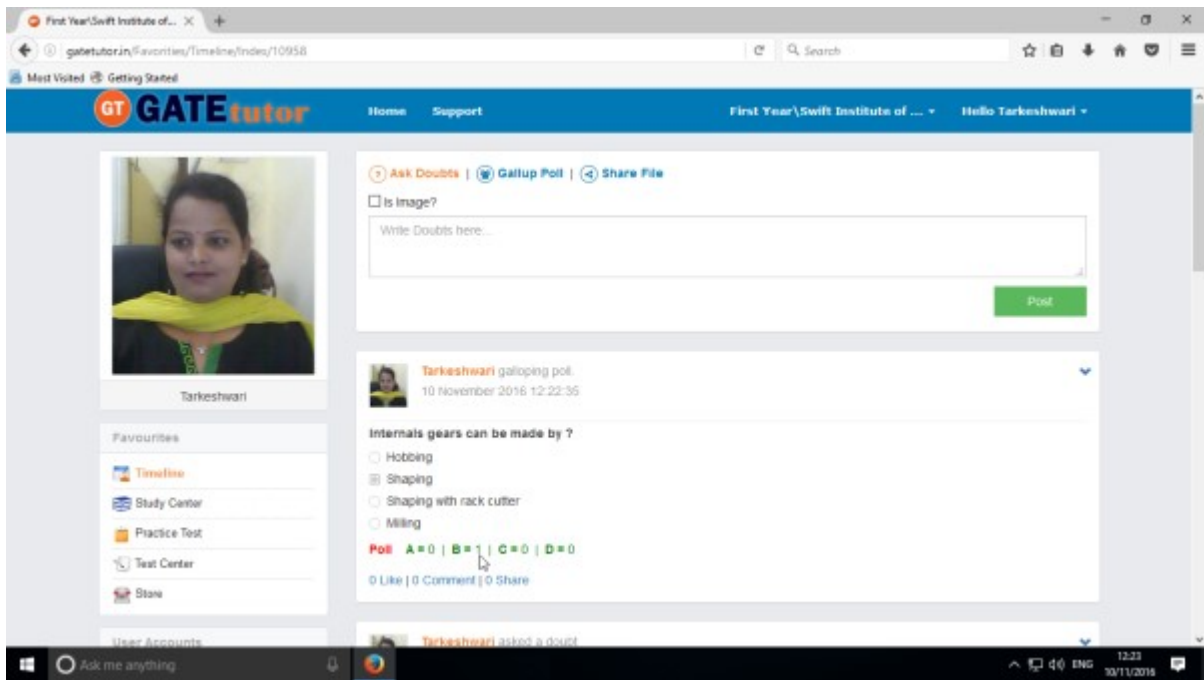 First Year\Swift Institute of...
gatetutor.in/Favorities/Timeline/Index/10958
Search
Most Visited Getting Started
GT GATEtutor Home Support First Year\Swift Institute of .... Hello Tarkeshwari
? Ask Doubts | Gallup Poll | Share File
Is Image?
Write Doubts here...
Post
Tarkeshwari
Favourites
Timeline
Study Center
Practice Test
Test Center
Store
User Accounts
Tarkeshwari galloping poll.
10 November 2016 12:22:35
Internals gears can be made by ?
Hobbing
Shaping
Shaping with rack cutter
Milling
Poll A = 0 | B = 1 | C = 0 | D = 0
0 Like | 0 Comment | 0 Share
Tarkeshwari asked a doubt
Ask me anything
ENG
12:23
10/11/2016